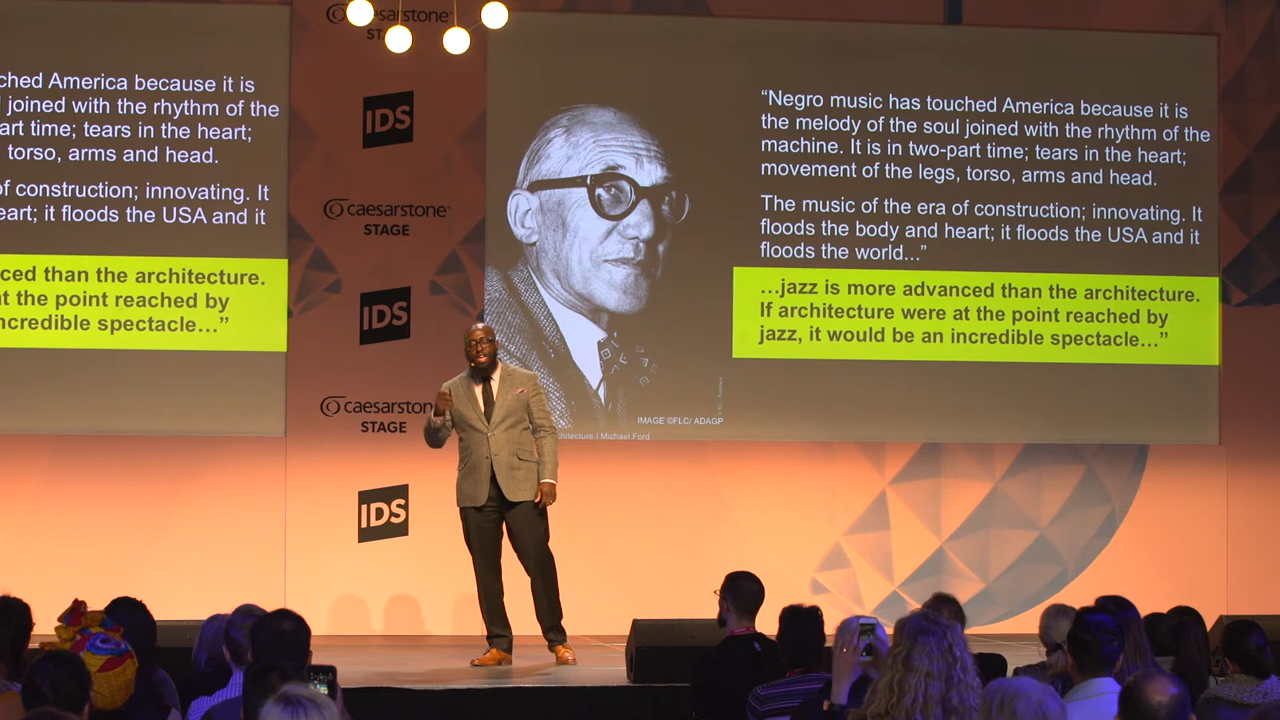 caesarstone
ST
IDS
caesarstone
STAGE
IDS
caesarston
STAGE
IDS
ched America because it is
joined with the rhythm of the
art time; tears in the heart;
torso, arms and head.
of construction; innovating. It
eart; it floods the USA and it
ced than the architecture.
at the point reached by
ncredible spectacle…”
“Negro music has touched America because it is
the melody of the soul joined with the rhythm of the
machine. It is in two-part time; tears in the heart;
movement of the legs, torso, arms and head.
The music of the era of construction; innovating. It
floods the body and heart; it floods the USA and it
floods the world...”
…jazz is more advanced than the architecture.
If architecture were at the point reached by
jazz, it would be an incredible spectacle…”
IMAGE ©FLC/ ADAGP
chitecture | Michael Ford